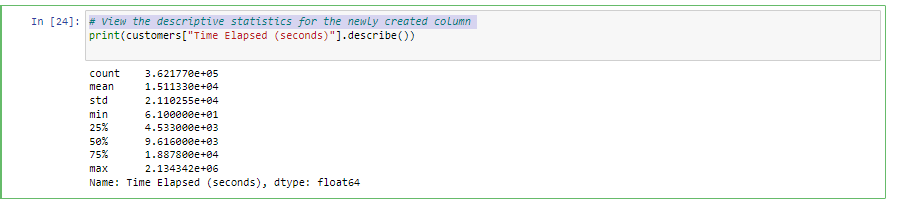 In [24]: # View the descriptive statistics for the newly created column
print(customers["Time Elapsed (seconds)"].describe())
count 3.621770e+05
mean 1.511330e+04
std 2.110255e+04
min 6.100000e+01
25% 4.533000e+03
50% 9.616000e+03
75% 1.887800e+04
max 2.134342e+06
Name: Time Elapsed (seconds), dtype: float64